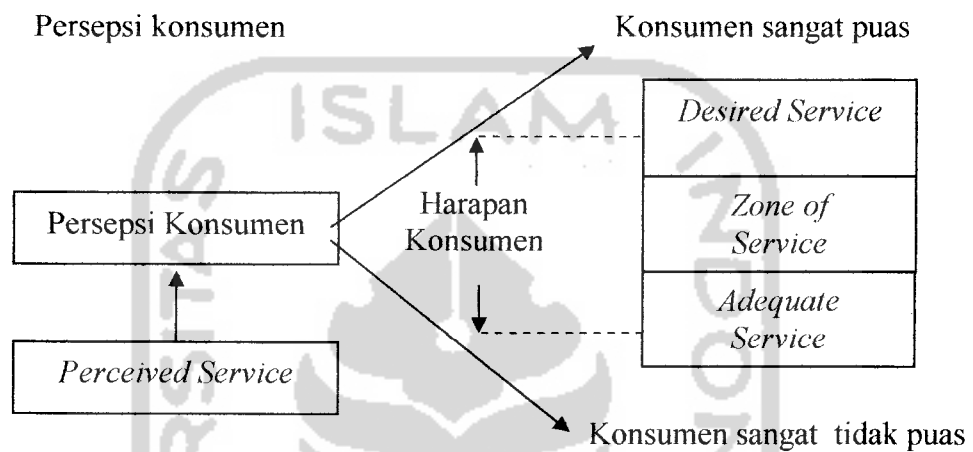 Persepsi konsumen
Konsumen sangat puas
ISLAM
Desired Service
Persepsi Konsumen
Harapan
Konsumen
Zone of
Service
Adequate
Service
Perceived Service
Konsumen sangat tidak puas